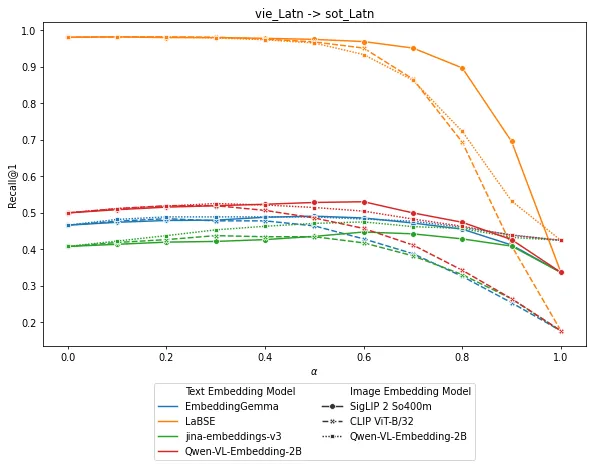 vie_Latn -> sot_Latn
Recall@1
1.0
0.9
0.8
0.7
0.6
0.5
0.4
0.3
0.2
0.0 0.2 0.4 0.6 0.8 1.0
α
Text Embedding Model Image Embedding Model
EmbeddingGemma SigLIP 2 So400m
LaBSE CLIP ViT-B/32
jina-embeddings-v3 Qwen-VL-Embedding-2B
Qwen-VL-Embedding-2B